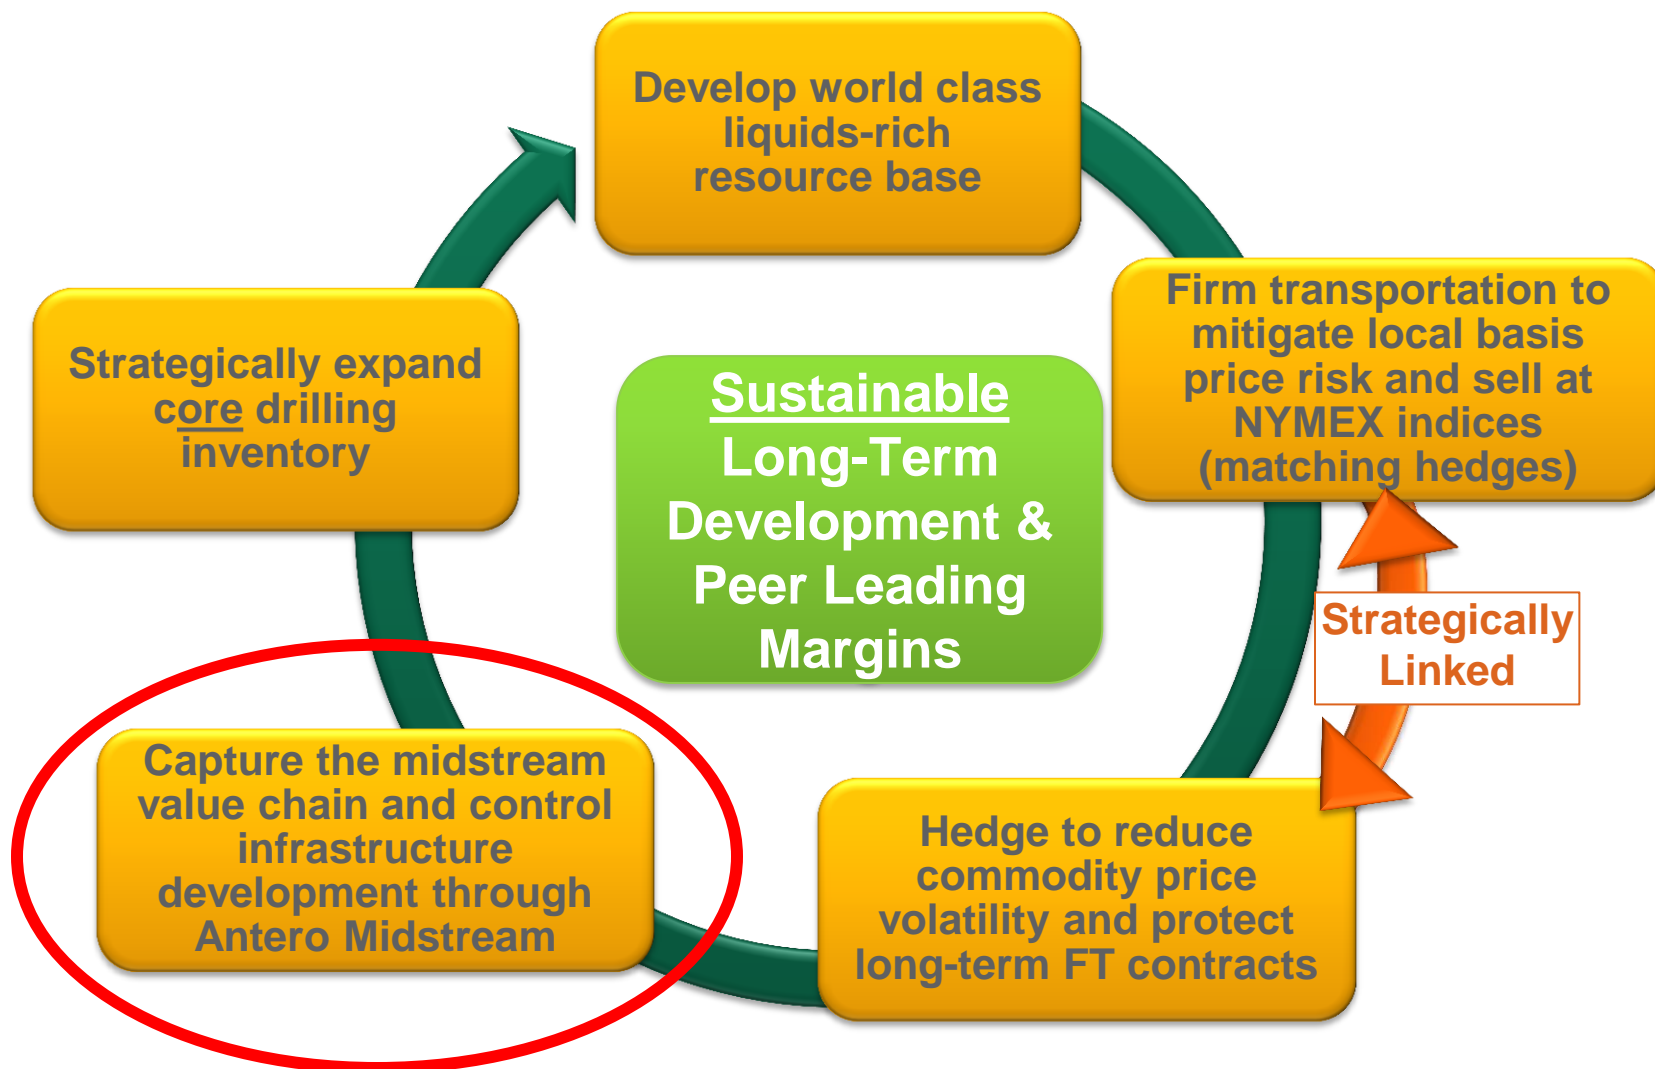 Develop world class
liquids-rich
resource base
Firm transportation to
mitigate local basis
price risk and sell at
NYMEX indices
(matching hedges)
Strategically expand
core drilling
inventory
Sustainable
Long-Term
Development &
Peer Leading
Margins
Strategically
Linked
Capture the midstream
value chain and control
infrastructure
development through
Antero Midstream
Hedge to reduce
commodity price
volatility and protect
long-term FT contracts